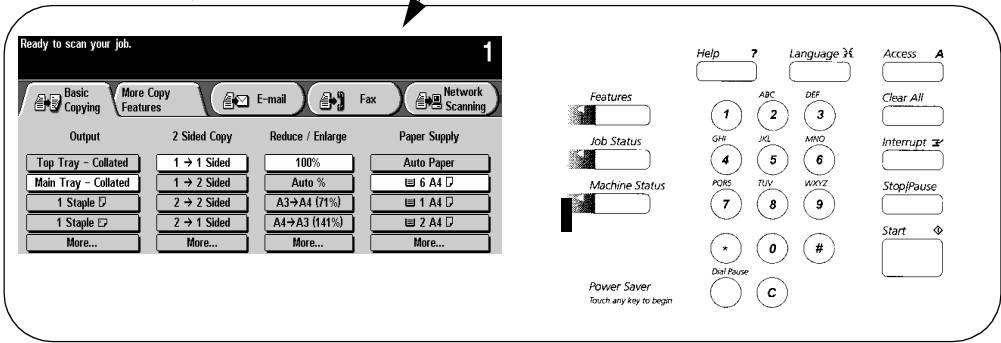 Ready to scan your job.
1
Basic
Copying
More Copy
Features
E-mail
Fax
Network
Scanning
Output
2 Sided Copy
Reduce / Enlarge
Paper Supply
Top Tray - Collated
1 → 1 Sided
100%
Auto Paper
Main Tray - Collated
1 → 2 Sided
Auto %
6 A4
1 Staple
2 → 2 Sided
A3→A4 (71%)
1 A4
1 Staple
2 → 1 Sided
A4→A3 (141%)
2 A4
More...
More...
More...
More...
Features
Job Status
Machine Status
Power Saver
Touch any key to begin
Help ?
Language
Access A
ABC
DEF
1
2
3
GHI
JKL
MNO
4
5
6
PQRS
TUV
WXYZ
7
8
9
*
0
#
Dial Pause
C
Clear All
Interrupt
Stop/Pause
Start